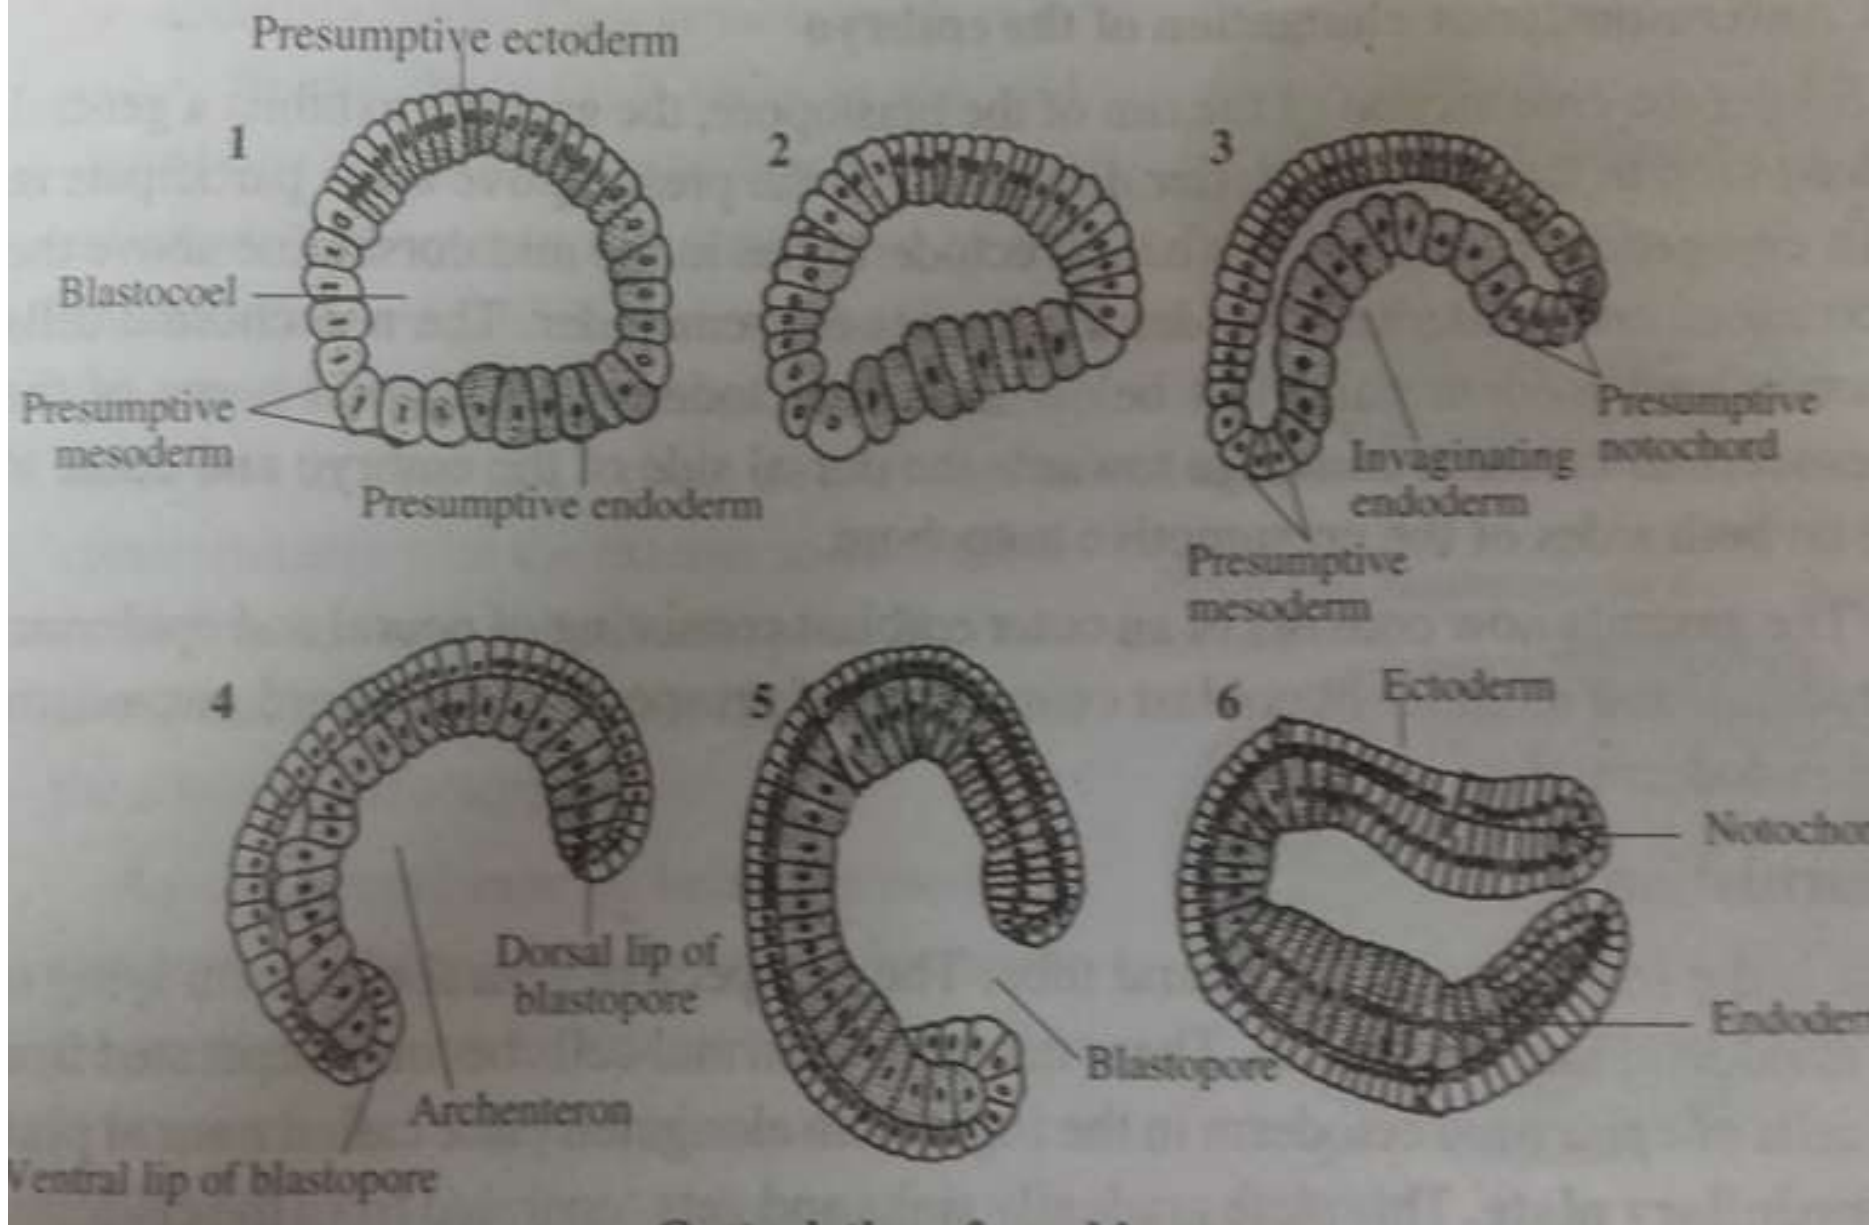 Presumptive ectoderm
1
2
3
Blastocoel
Presumptive
mesoderm
Presumptive endoderm
Presumptive
notochord
Invaginating
endoderm
Presumptive
mesoderm
4
5
6
Ectoderm
Notochor
Dorsal lip of
blastopore
Endoder
Blastopore
Archenteron
Ventral lip of blastopore